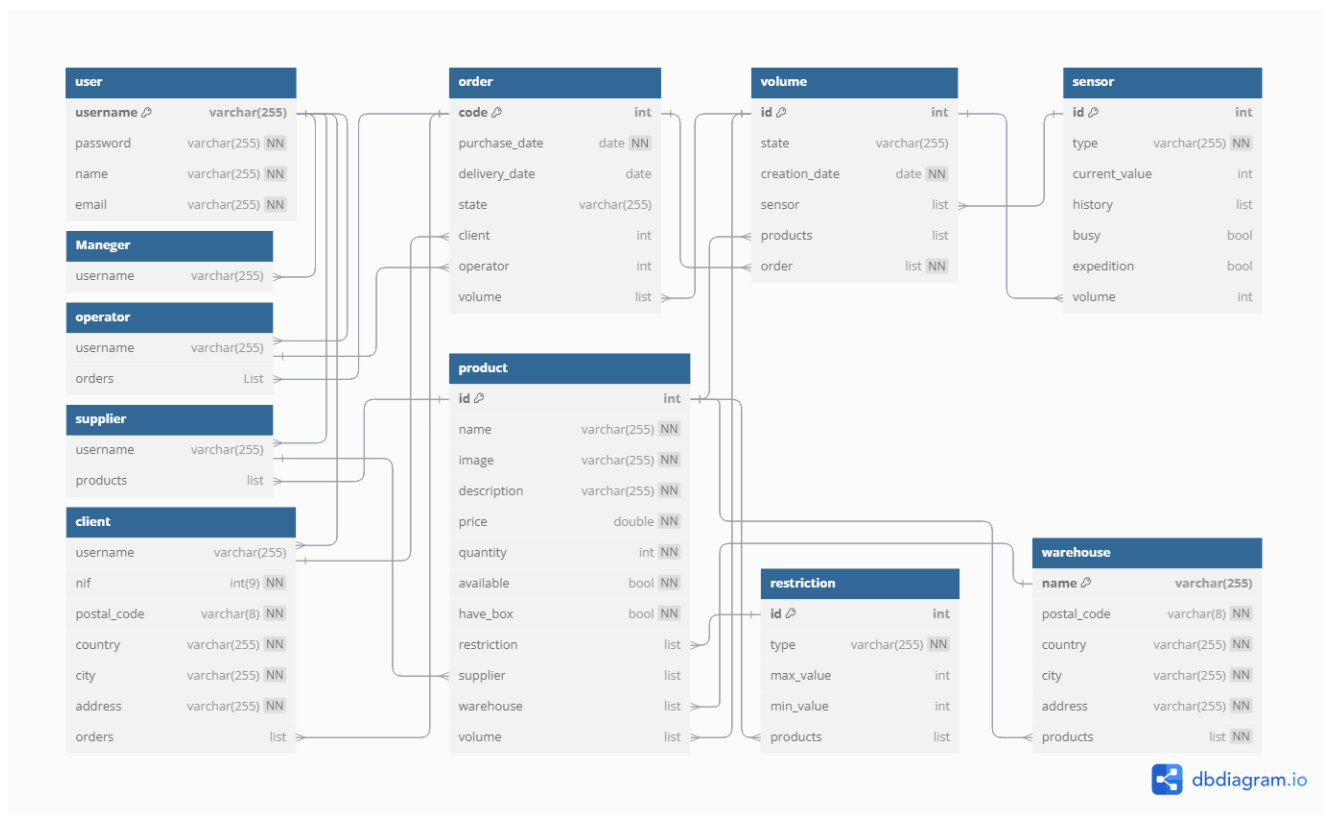 user
username varchar(255)
password varchar(255) NN
name varchar(255) NN
email varchar(255) NN
Maneger
username varchar(255)
operator
username varchar(255)
orders List
supplier
username varchar(255)
products list
client
username varchar(255)
nif int(9) NN
postal_code varchar(8) NN
country varchar(255) NN
city varchar(255) NN
address varchar(255) NN
orders list
order
code int
purchase_date date NN
delivery_date date
state varchar(255)
client int
operator int
volume list
product
id int
name varchar(255) NN
image varchar(255) NN
description varchar(255) NN
price double NN
quantity int NN
available bool NN
have_box bool NN
restriction list
supplier list
warehouse list
volume list
volume
id int
state varchar(255)
creation_date date NN
sensor list
products list
order list NN
restriction
id int
type varchar(255) NN
max_value int
min_value int
products list
sensor
id int
type varchar(255) NN
current_value int
history list
busy bool
expedition bool
volume int
warehouse
name varchar(255)
postal_code varchar(8) NN
country varchar(255) NN
city varchar(255) NN
address varchar(255) NN
products list NN
dbdiagram.io